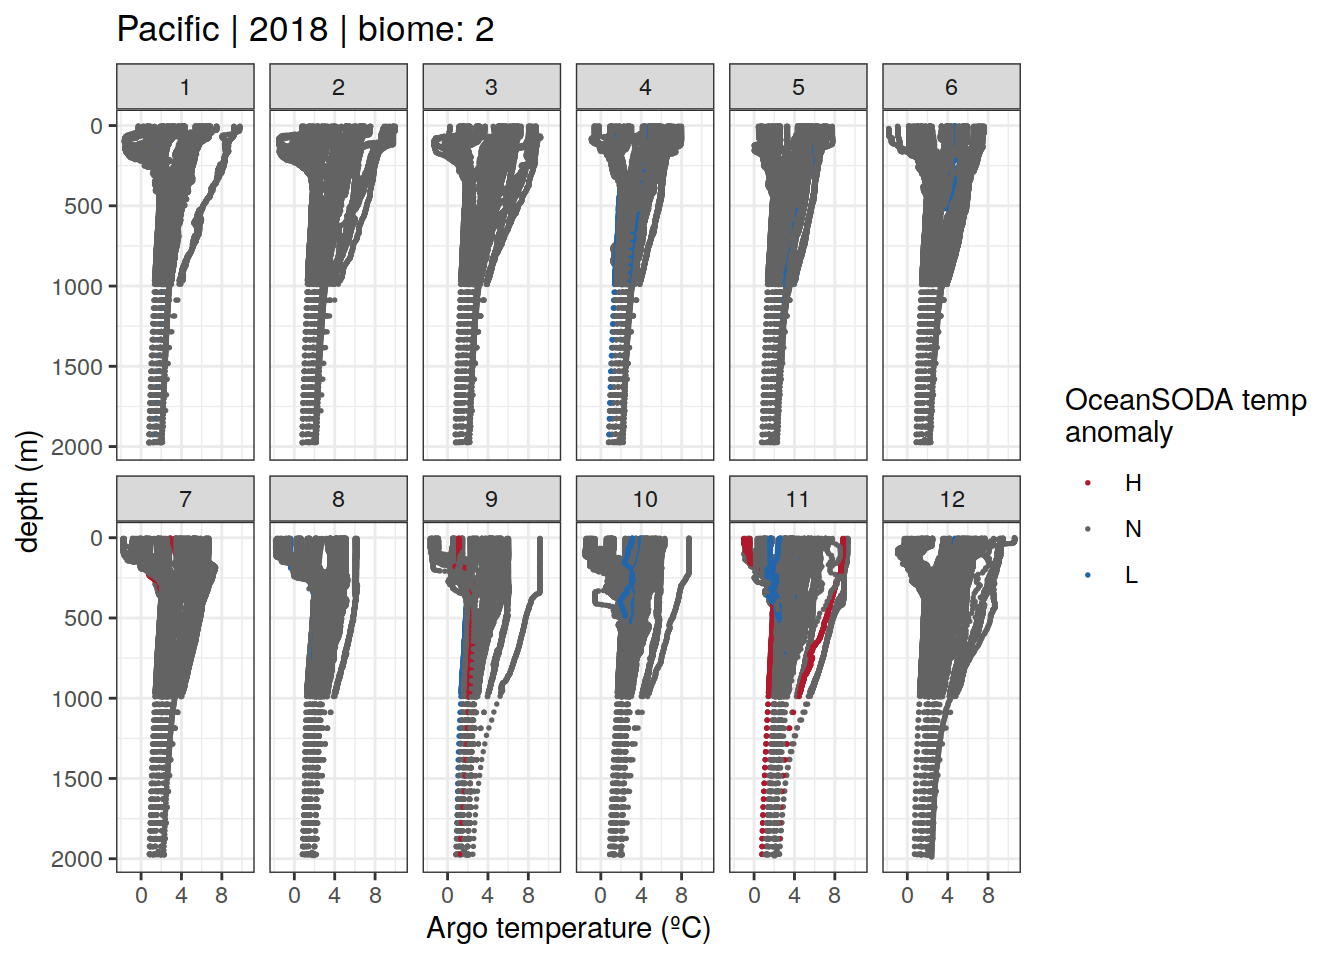 Pacific | 2018 | biome: 2
1 2 3 4 5 6
0
500
1000
1500
2000
7 8 9 10 11 12
0
500
1000
1500
2000
0 4 8 0 4 8 0 4 8 0 4 8 0 4 8 0 4 8
Argo temperature (ºC)
depth (m)
OceanSODA temp
anomaly
H
N
L